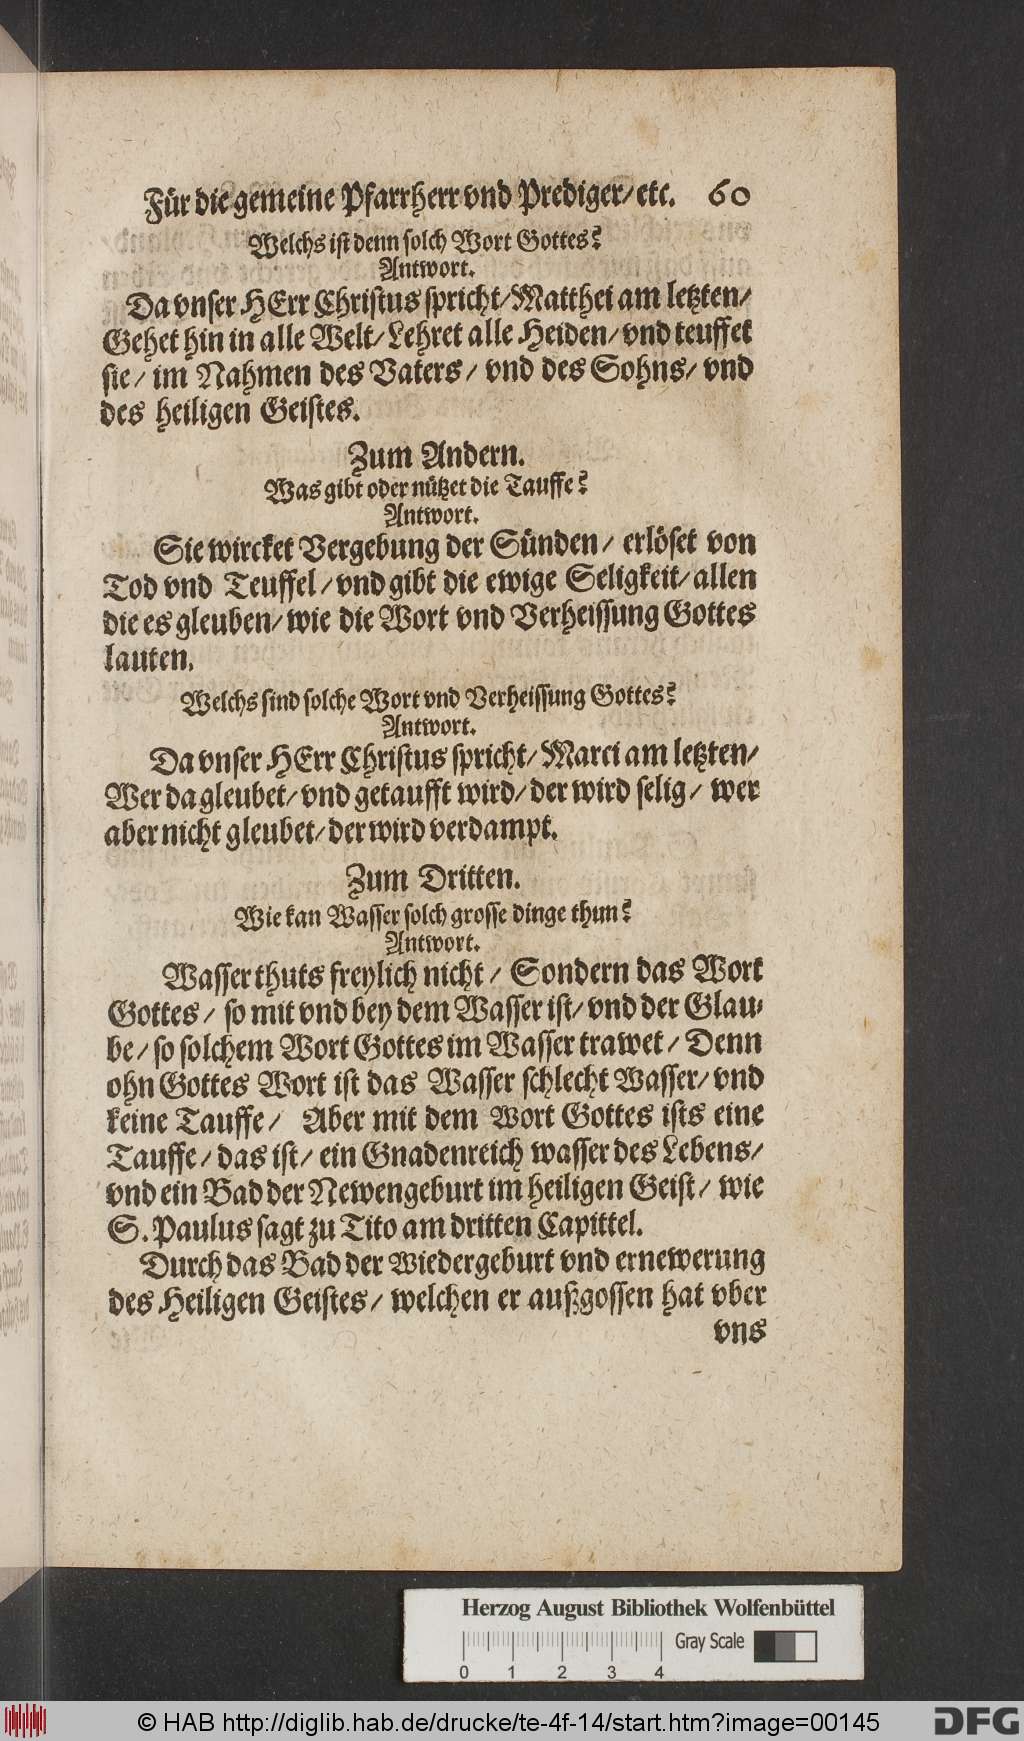 Für die gemeine Pfarrherr vnd Prediger/ etc. 60
Welchs ist denn solch Wort Gottes?
Antwort.
Da vnser HErr Christus spricht/ Matthei am letzten/
Gehet hin in alle Welt/ Lehret alle Heiden/ vnd teuffet
sie/ im Nahmen des Vaters/ vnd des Sohns/ vnd
des heiligen Geistes.
Zum Andern.
Was gibt oder nützet die Tauffe?
Antwort.
Sie wircket Vergebung der Sünden/ erlöset von
Tod vnd Teuffel/ vnd gibt die ewige Seligkeit/ allen
die es gleuben/ wie die Wort vnd Verheissung Gottes
lauten.
Welchs sind solche Wort vnd Verheissung Gottes?
Antwort.
Da vnser HErr Christus spricht/ Marci am letzten/
Wer da gleubet/ vnd getaufft wird/ der wird selig/ wer
aber nicht gleubet/ der wird verdampt.
Zum Dritten.
Wie kan Wasser solch grosse dinge thun?
Antwort.
Wasser thuts freylich nicht/ Sondern das Wort
Gottes/ so mit vnd bey dem Wasser ist/ vnd der Glau-
be/ so solchem Wort Gottes im Wasser trawet/ Denn
ohn Gottes Wort ist das Wasser schlecht Wasser/ vnd
keine Tauffe/ Aber mit dem Wort Gottes ists eine
Tauffe/ das ist/ ein Gnadenreich wasser des Lebens/
vnd ein Bad der Newengeburt im heiligen Geist/ wie
S. Paulus sagt zu Tito am dritten Capittel.
Durch das Bad der Wiedergeburt vnd ernewerung
des Heiligen Geistes/ welchen er außgossen hat vber
vns
Herzog August Bibliothek Wolfenbüttel
Gray Scale
0 1 2 3 4
© HAB http://diglib.hab.de/drucke/te-4f-14/start.htm?image=00145
DFG